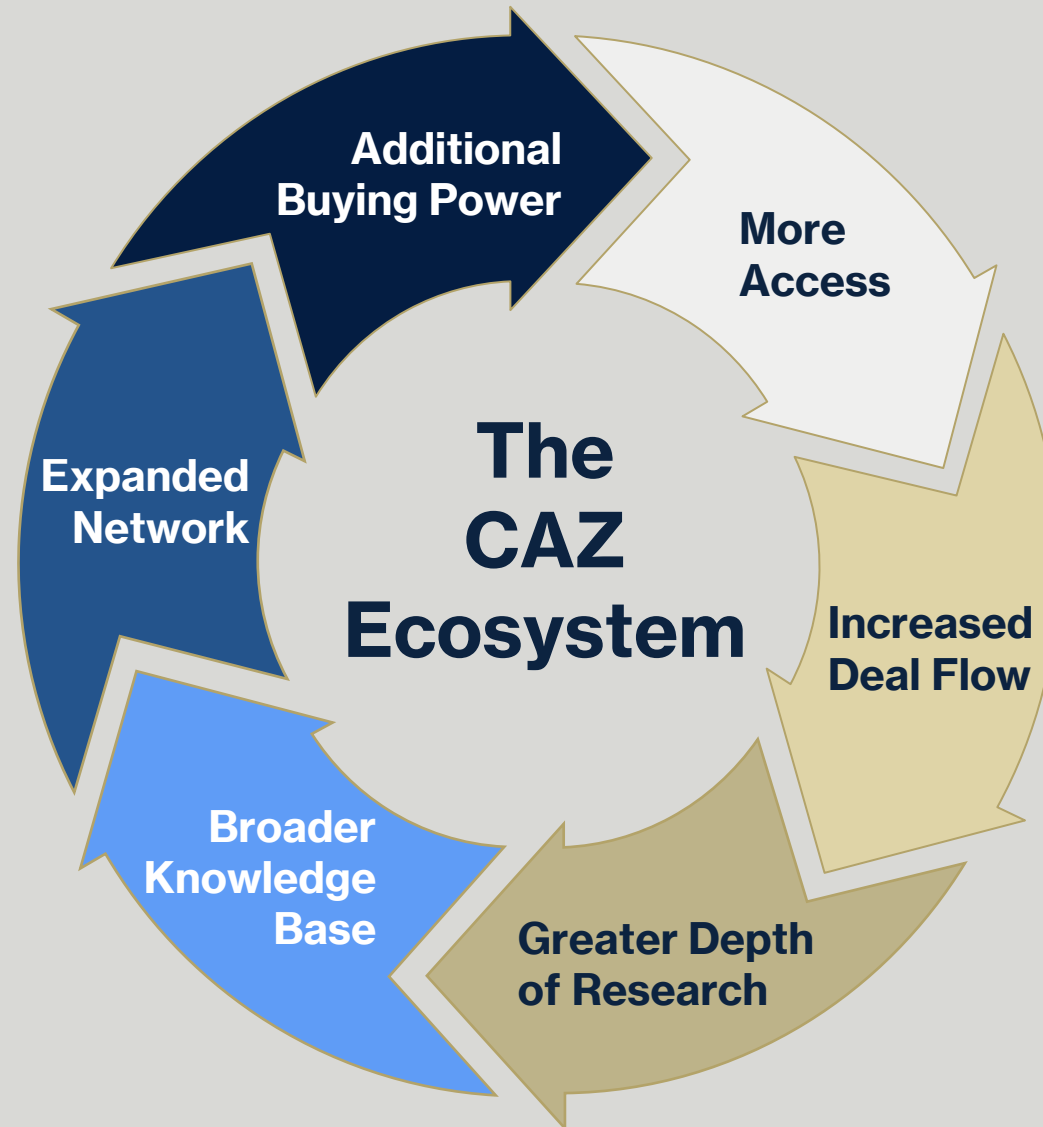 Additional
Buying Power
More
Access
Increased
Deal Flow
Greater Depth
of Research
Broader
Knowledge
Base
Expanded
Network
The
CAZ
Ecosystem